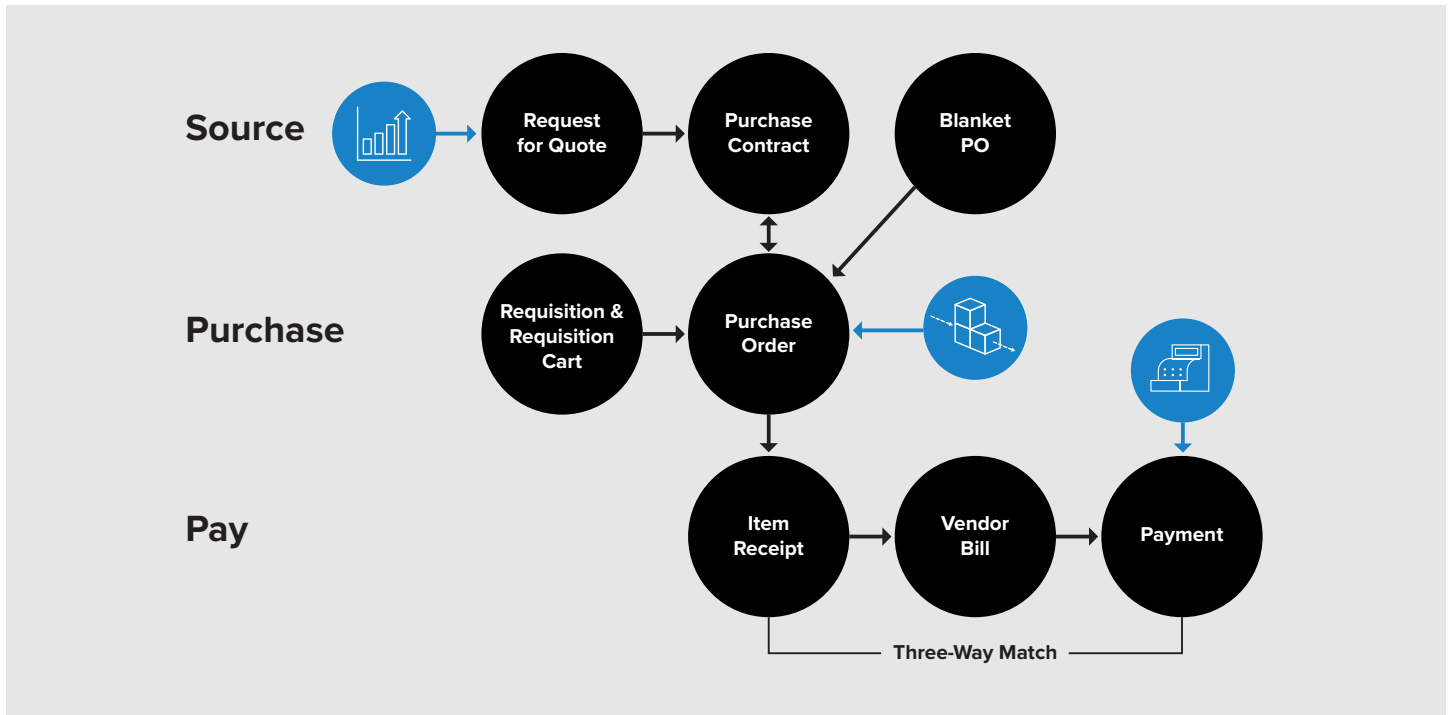 Source
Request
for Quote
Purchase
Contract
Blanket
PO
Purchase
Requisition &
Requisition
Cart
Purchase
Order
Pay
Item
Receipt
Vendor
Bill
Payment
Three-Way Match